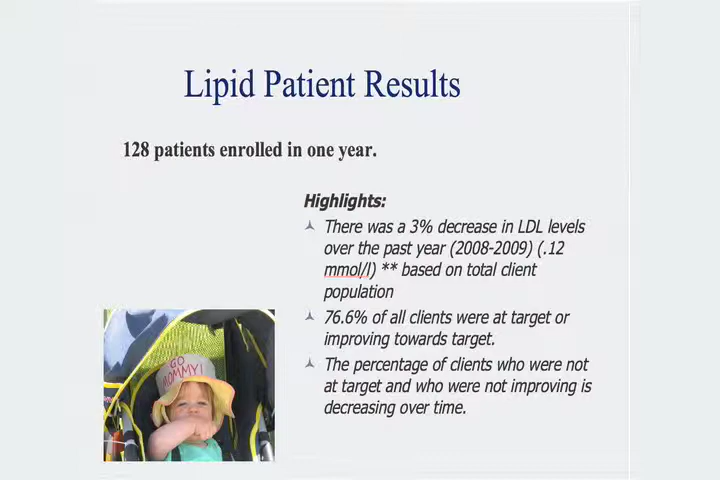 Lipid Patient Results
128 patients enrolled in one year.
Highlights:
There was a 3% decrease in LDL levels
over the past year (2008-2009) (.12
mmol/l) ** based on total client
population
76.6% of all clients were at target or
improving towards target.
The percentage of clients who were not
at target and who were not improving is
decreasing over time.
GO
MOMMY!